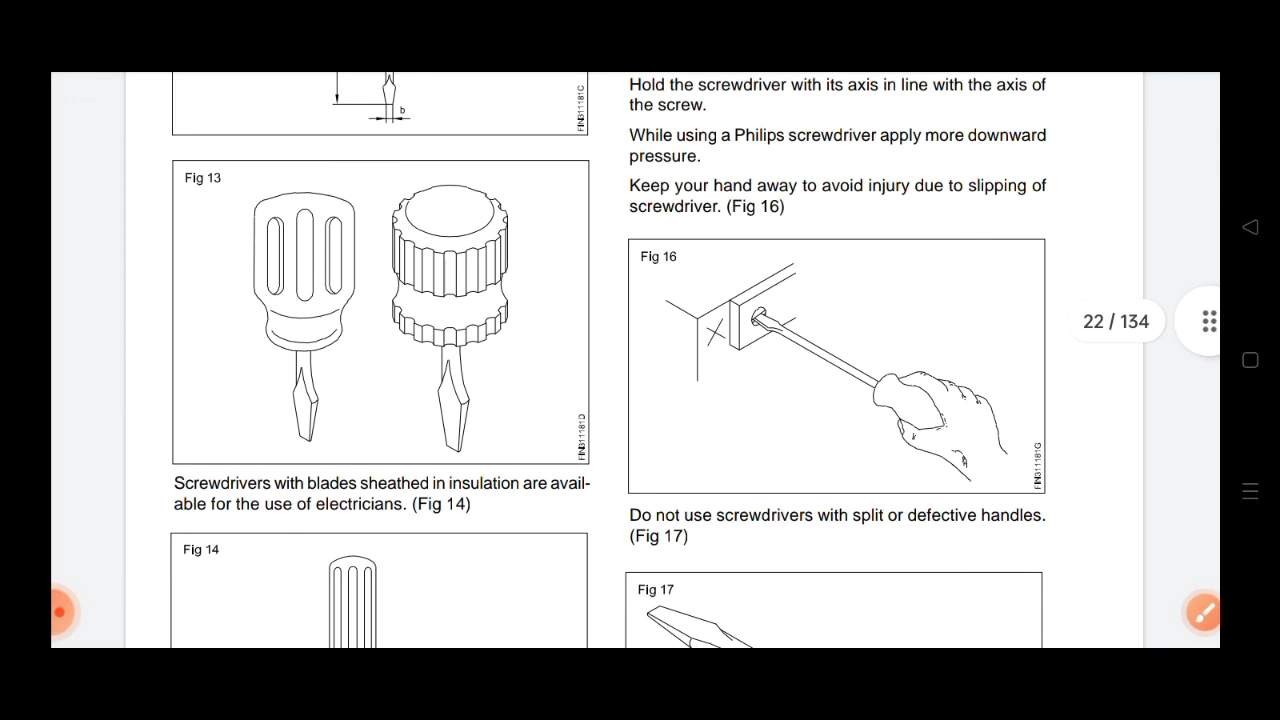 b
FIN311181C
Fig 13
FIN311181D
Screwdrivers with blades sheathed in insulation are avail-
able for the use of electricians. (Fig 14)
Fig 14
Hold the screwdriver with its axis in line with the axis of
the screw.
While using a Philips screwdriver apply more downward
pressure.
Keep your hand away to avoid injury due to slipping of
screwdriver. (Fig 16)
Fig 16
FIN311181G
Do not use screwdrivers with split or defective handles.
(Fig 17)
Fig 17
22 / 134